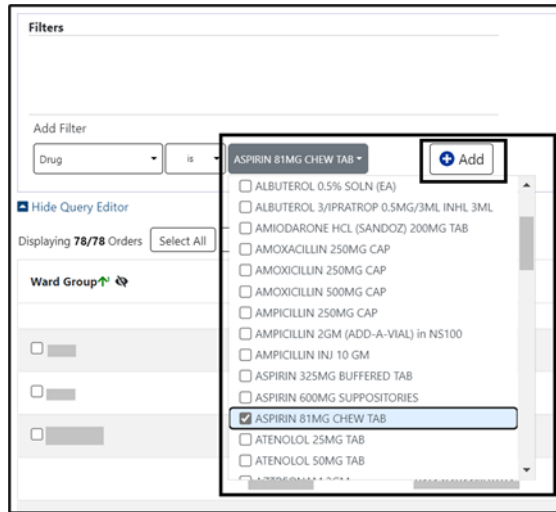 Filters
Add Filter
Drug is ASPIRIN 81MG CHEW TAB Add
ALBUTEROL 0.5% SOLN (EA)
Hide Query Editor
ALBUTEROL 3/IPRATROP 0.5MG/3ML INHL 3ML
AMIODARONE HCL (SANDOZ) 200MG TAB
Displaying 78/78 Orders Select All
AMOXACILLIN 250MG CAP
AMOXICILLIN 250MG CAP
Ward Group
AMOXICILLIN 500MG CAP
AMPICILLIN 250MG CAP
AMPICILLIN 2GM (ADD-A-VIAL) in NS100
AMPICILLIN INJ 10 GM
ASPIRIN 325MG BUFFERED TAB
ASPIRIN 600MG SUPPOSITORIES
ASPIRIN 81MG CHEW TAB
ATENOLOL 25MG TAB
ATENOLOL 50MG TAB